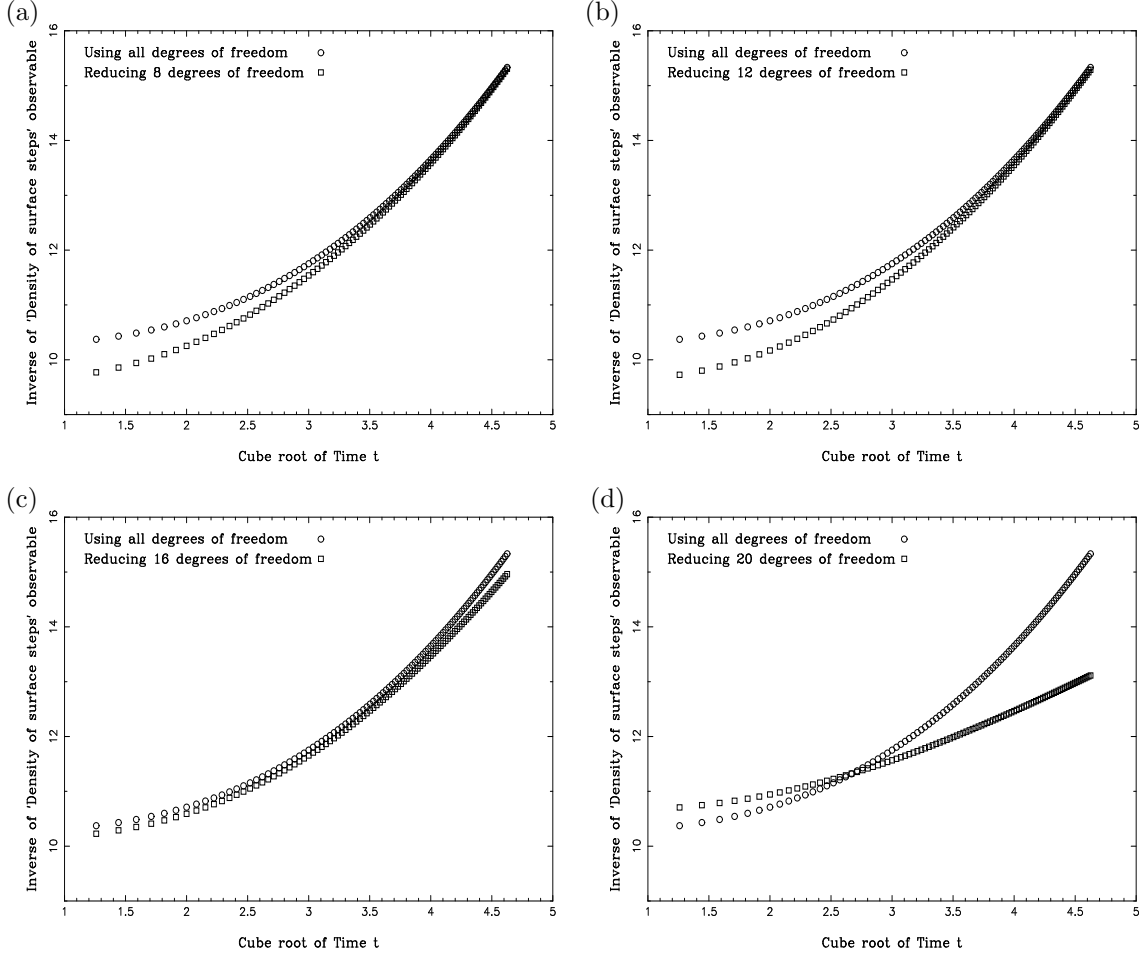 (a)
Using all degrees of freedom
Reducing 8 degrees of freedom
Inverse of 'Density of surface steps' observable
16
14
12
10
1 1.5 2 2.5 3 3.5 4 4.5 5
Cube root of Time t
(b)
Using all degrees of freedom
Reducing 12 degrees of freedom
Inverse of 'Density of surface steps' observable
16
14
12
10
1 1.5 2 2.5 3 3.5 4 4.5 5
Cube root of Time t
(c)
Using all degrees of freedom
Reducing 16 degrees of freedom
Inverse of 'Density of surface steps' observable
16
14
12
10
1 1.5 2 2.5 3 3.5 4 4.5 5
Cube root of Time t
(d)
Using all degrees of freedom
Reducing 20 degrees of freedom
Inverse of 'Density of surface steps' observable
16
14
12
10
1 1.5 2 2.5 3 3.5 4 4.5 5
Cube root of Time t